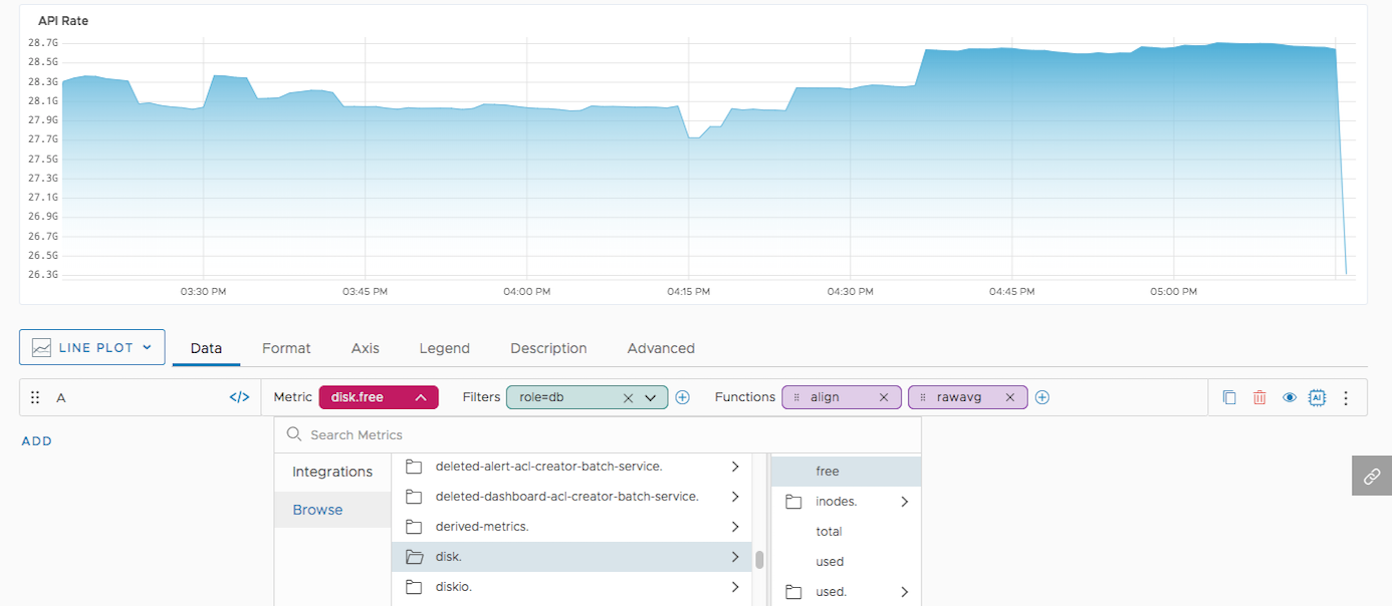 API Rate
28.7G
28.5G
28.3G
28.1G
27.9G
27.7G
27.5G
27.3G
27.1G
26.9G
26.7G
26.5G
26.3G
03:30 PM 03:45 PM 04:00 PM 04:15 PM 04:30 PM 04:45 PM 05:00 PM
LINE PLOT Data Format Axis Legend Description Advanced
A </> Metric disk.free Filters role=db Functions align rawavg AI
ADD
Search Metrics
Integrations
Browse
deleted-alert-acl-creator-batch-service.
deleted-dashboard-acl-creator-batch-service.
derived-metrics.
disk.
diskio.
free
inodes.
total
used
used.